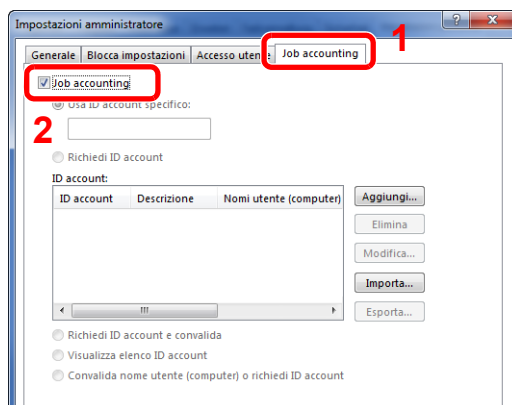 Impostazioni amministratore
1
Generale Blocca impostazioni Accesso utente Job accounting
Job accounting
Usa ID account specifico:
2
Richiedi ID account
ID account:
ID account Descrizione Nomi utente (computer)
Aggiungi...
Elimina
Modifica...
Importa...
Esporta...
Richiedi ID account e convalida
Visualizza elenco ID account
Convalida nome utente (computer) o richiedi ID account